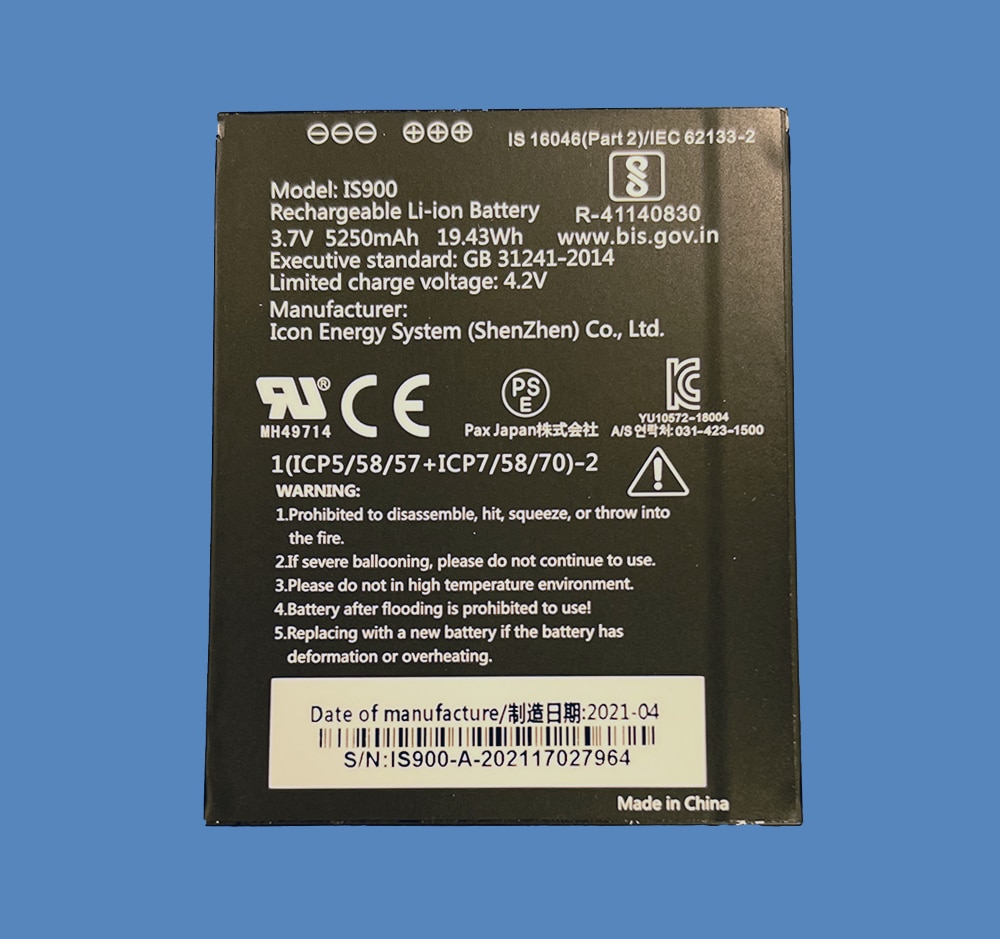 ⊖⊖⊖ ⊕⊕⊕ IS 16046(Part 2)/IEC 62133-2
Model: IS900
Rechargeable Li-ion Battery R-41140830
3.7V 5250mAh 19.43Wh www.bis.gov.in
Executive standard: GB 31241-2014
Limited charge voltage: 4.2V
Manufacturer:
Icon Energy System (ShenZhen) Co., Ltd.
RU® CE PSE KC
MH49714 Pax Japan株式会社 YU10572-18004
A/S 연락처: 031-423-1500
1(ICP5/58/57+ICP7/58/70)-2
WARNING:
1.Prohibited to disassemble, hit, squeeze, or throw into
the fire.
2.If severe ballooning, please do not continue to use.
3.Please do not in high temperature environment.
4.Battery after flooding is prohibited to use!
5.Replacing with a new battery if the battery has
deformation or overheating.
Date of manufacture/制造日期:2021-04
S/N:IS900-A-202117027964
Made in China